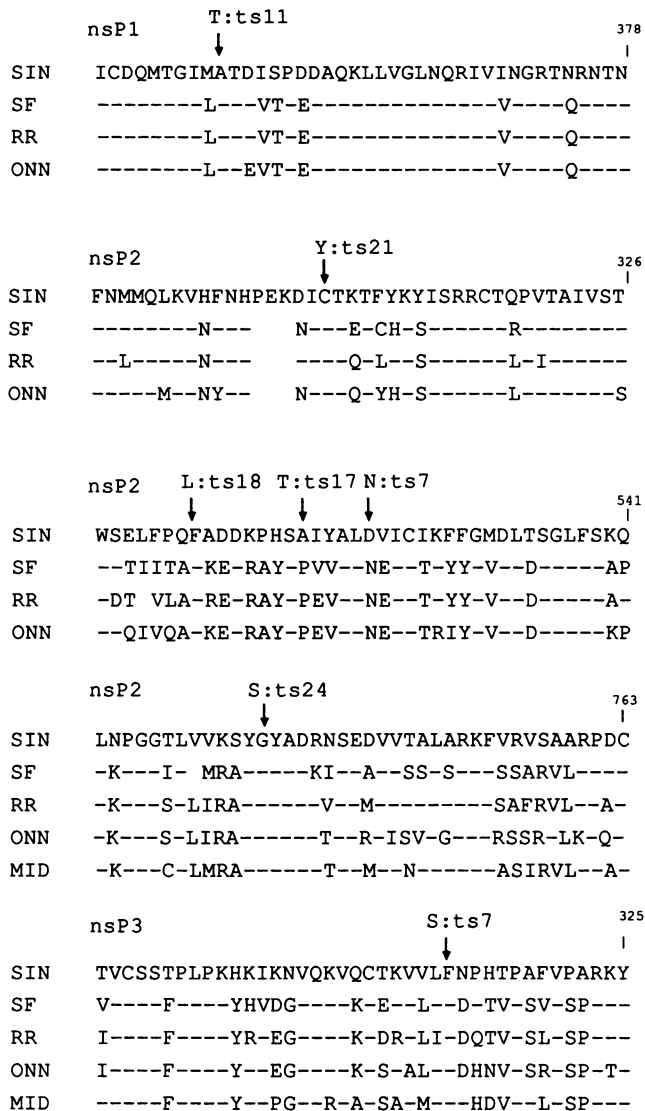 nsP1 T:ts11 378
SIN ICDQMTGIMATDISPDDAQKLLVGLNQRIVINGRTNRNTN
SF --------L---VT-E------------V----Q----
RR --------L---VT-E------------V----Q----
ONN --------L--EVT-E------------V----Q----
nsP2 Y:ts21 326
SIN FNMMQLKVHFNHPEKDICTKTFYKYISRRCTQPVTAIVST
SF --------N--- N---E-CH-S------R--------
RR --L-----N--- ----Q-L--S------L-I------
ONN -----M--NY-- N---Q-YH-S------L-------S
nsP2 L:ts18 T:ts17 N:ts7 541
SIN WSELFPQFADDKPHSAIYALDVICIKFFGMDLTSGLFSKQ
SF --TIITA-KE-RAY-PVV--NE--T-YY-V--D-----AP
RR -DT VLA-RE-RAY-PEV--NE--T-YY-V--D-----A-
ONN --QIVQA-KE-RAY-PEV--NE--TRIY-V--D-----KP
nsP2 S:ts24 763
SIN LNPGGTLVVKSYGYADRNSEDVVTALARKFVRVSAARPDC
SF -K---I- MRA------KI--A--SS-S---SSARVL----
RR -K---S-LIRA------V--M---------SAFRVL--A-
ONN -K---S-LIRA------T--R-ISV-G---RSSR-LK-Q-
MID -K---C-LMRA------T--M--N------ASIRVL--A-
nsP3 S:ts7 325
SIN TVCSSTPLPKHKIKNVQKVQCTKVVLFNPHTPAFVPARKY
SF V----F----YHVDG----K-E--L--D-TV-SV-SP---
RR I----F----YR-EG----K-DR-LI-DQTV-SL-SP---
ONN I----F----Y--EG----K-S-AL--DHNV-SR-SP-T-
MID -----F----Y--PG--R-A-SA-M---HDV--L-SP---